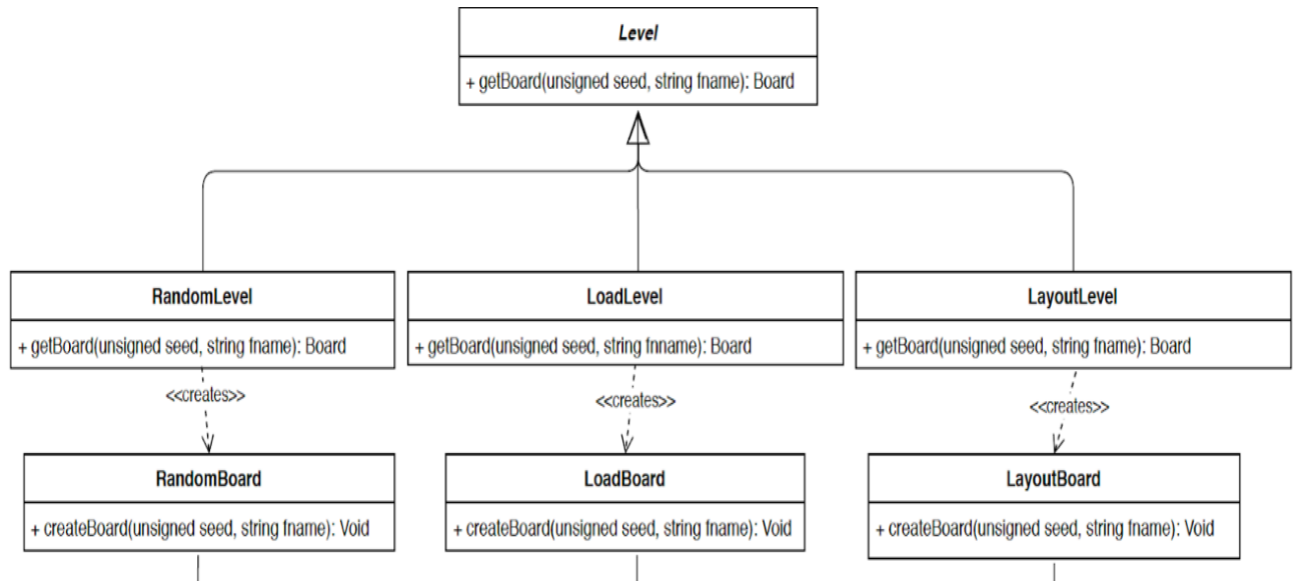 Level
+ getBoard(unsigned seed, string fname): Board
RandomLevel
+ getBoard(unsigned seed, string fname): Board
LoadLevel
+ getBoard(unsigned seed, string fnname): Board
LayoutLevel
+ getBoard(unsigned seed, string fname): Board
<<creates>>
<<creates>>
<<creates>>
RandomBoard
+ createBoard(unsigned seed, string fname): Void
LoadBoard
+ createBoard(unsigned seed, string fname): Void
LayoutBoard
+ createBoard(unsigned seed, string fname): Void